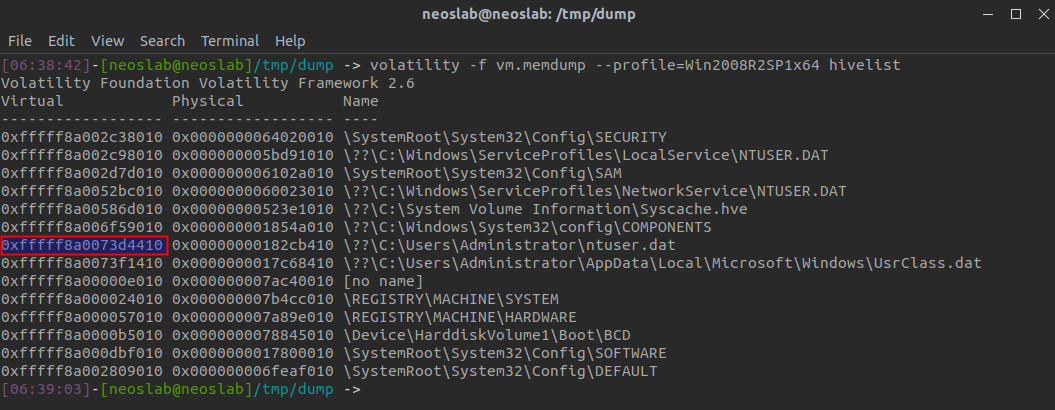 neoslab@neoslab: /tmp/dump
File Edit View Search Terminal Help
[06:38:42]-[neoslab@neoslab]/tmp/dump -> volatility -f vm.memdump --profile=Win2008R2SP1x64 hivelist
Volatility Foundation Volatility Framework 2.6
Virtual            Physical           Name
------------------ ------------------ ----
0xfffff8a002c38010 0x0000000064020010 \SystemRoot\System32\Config\SECURITY
0xfffff8a002c98010 0x000000005bd91010 \??\C:\Windows\ServiceProfiles\LocalService\NTUSER.DAT
0xfffff8a002d7d010 0x000000006102a010 \SystemRoot\System32\Config\SAM
0xfffff8a0052bc010 0x0000000060023010 \??\C:\Windows\ServiceProfiles\NetworkService\NTUSER.DAT
0xfffff8a00586d010 0x00000000523e1010 \??\C:\System Volume Information\Syscache.hve
0xfffff8a006f59010 0x000000001854a010 \??\C:\Windows\System32\config\COMPONENTS
0xfffff8a0073d4410 0x00000000182cb410 \??\C:\Users\Administrator\ntuser.dat
0xfffff8a0073f1410 0x0000000017c68410 \??\C:\Users\Administrator\AppData\Local\Microsoft\Windows\UsrClass.dat
0xfffff8a00000e010 0x000000007ac40010 [no name]
0xfffff8a000024010 0x000000007b4cc010 \REGISTRY\MACHINE\SYSTEM
0xfffff8a000057010 0x000000007a89e010 \REGISTRY\MACHINE\HARDWARE
0xfffff8a0000b5010 0x0000000078845010 \Device\HarddiskVolume1\Boot\BCD
0xfffff8a000dbf010 0x0000000017800010 \SystemRoot\System32\Config\SOFTWARE
0xfffff8a002809010 0x000000006feaf010 \SystemRoot\System32\Config\DEFAULT
[06:39:03]-[neoslab@neoslab]/tmp/dump ->